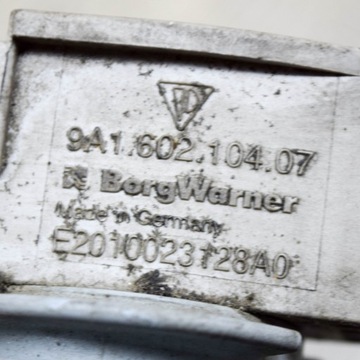 9A1.602.104.07
BorgWarner
Made in Germany
E2010023128A0